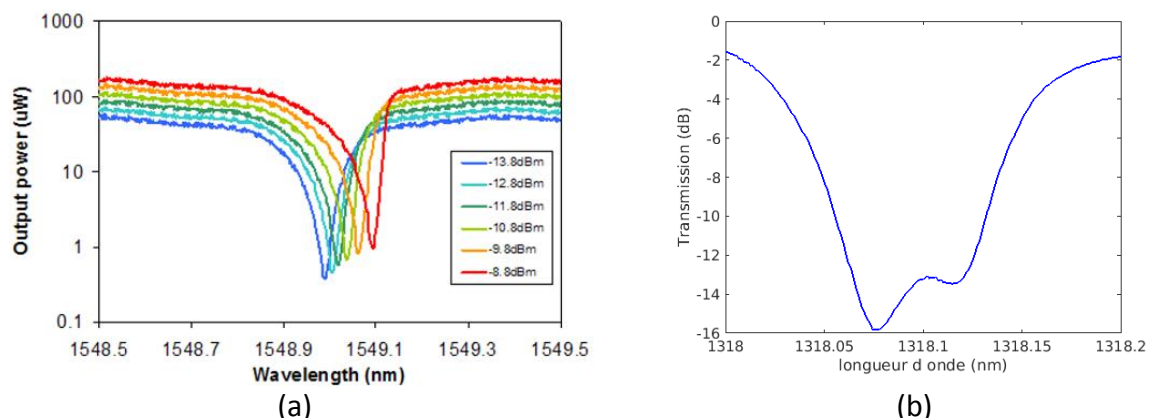 1000
100
10
1
0.1
Output power (uW)
-13.8dBm
-12.8dBm
-11.8dBm
-10.8dBm
-9.8dBm
-8.8dBm
1548.5 1548.7 1548.9 1549.1 1549.3 1549.5
Wavelength (nm)
(a)
0
-2
-4
-6
-8
-10
-12
-14
-16
Transmission (dB)
1318 1318.05 1318.1 1318.15 1318.2
longueur d onde (nm)
(b)